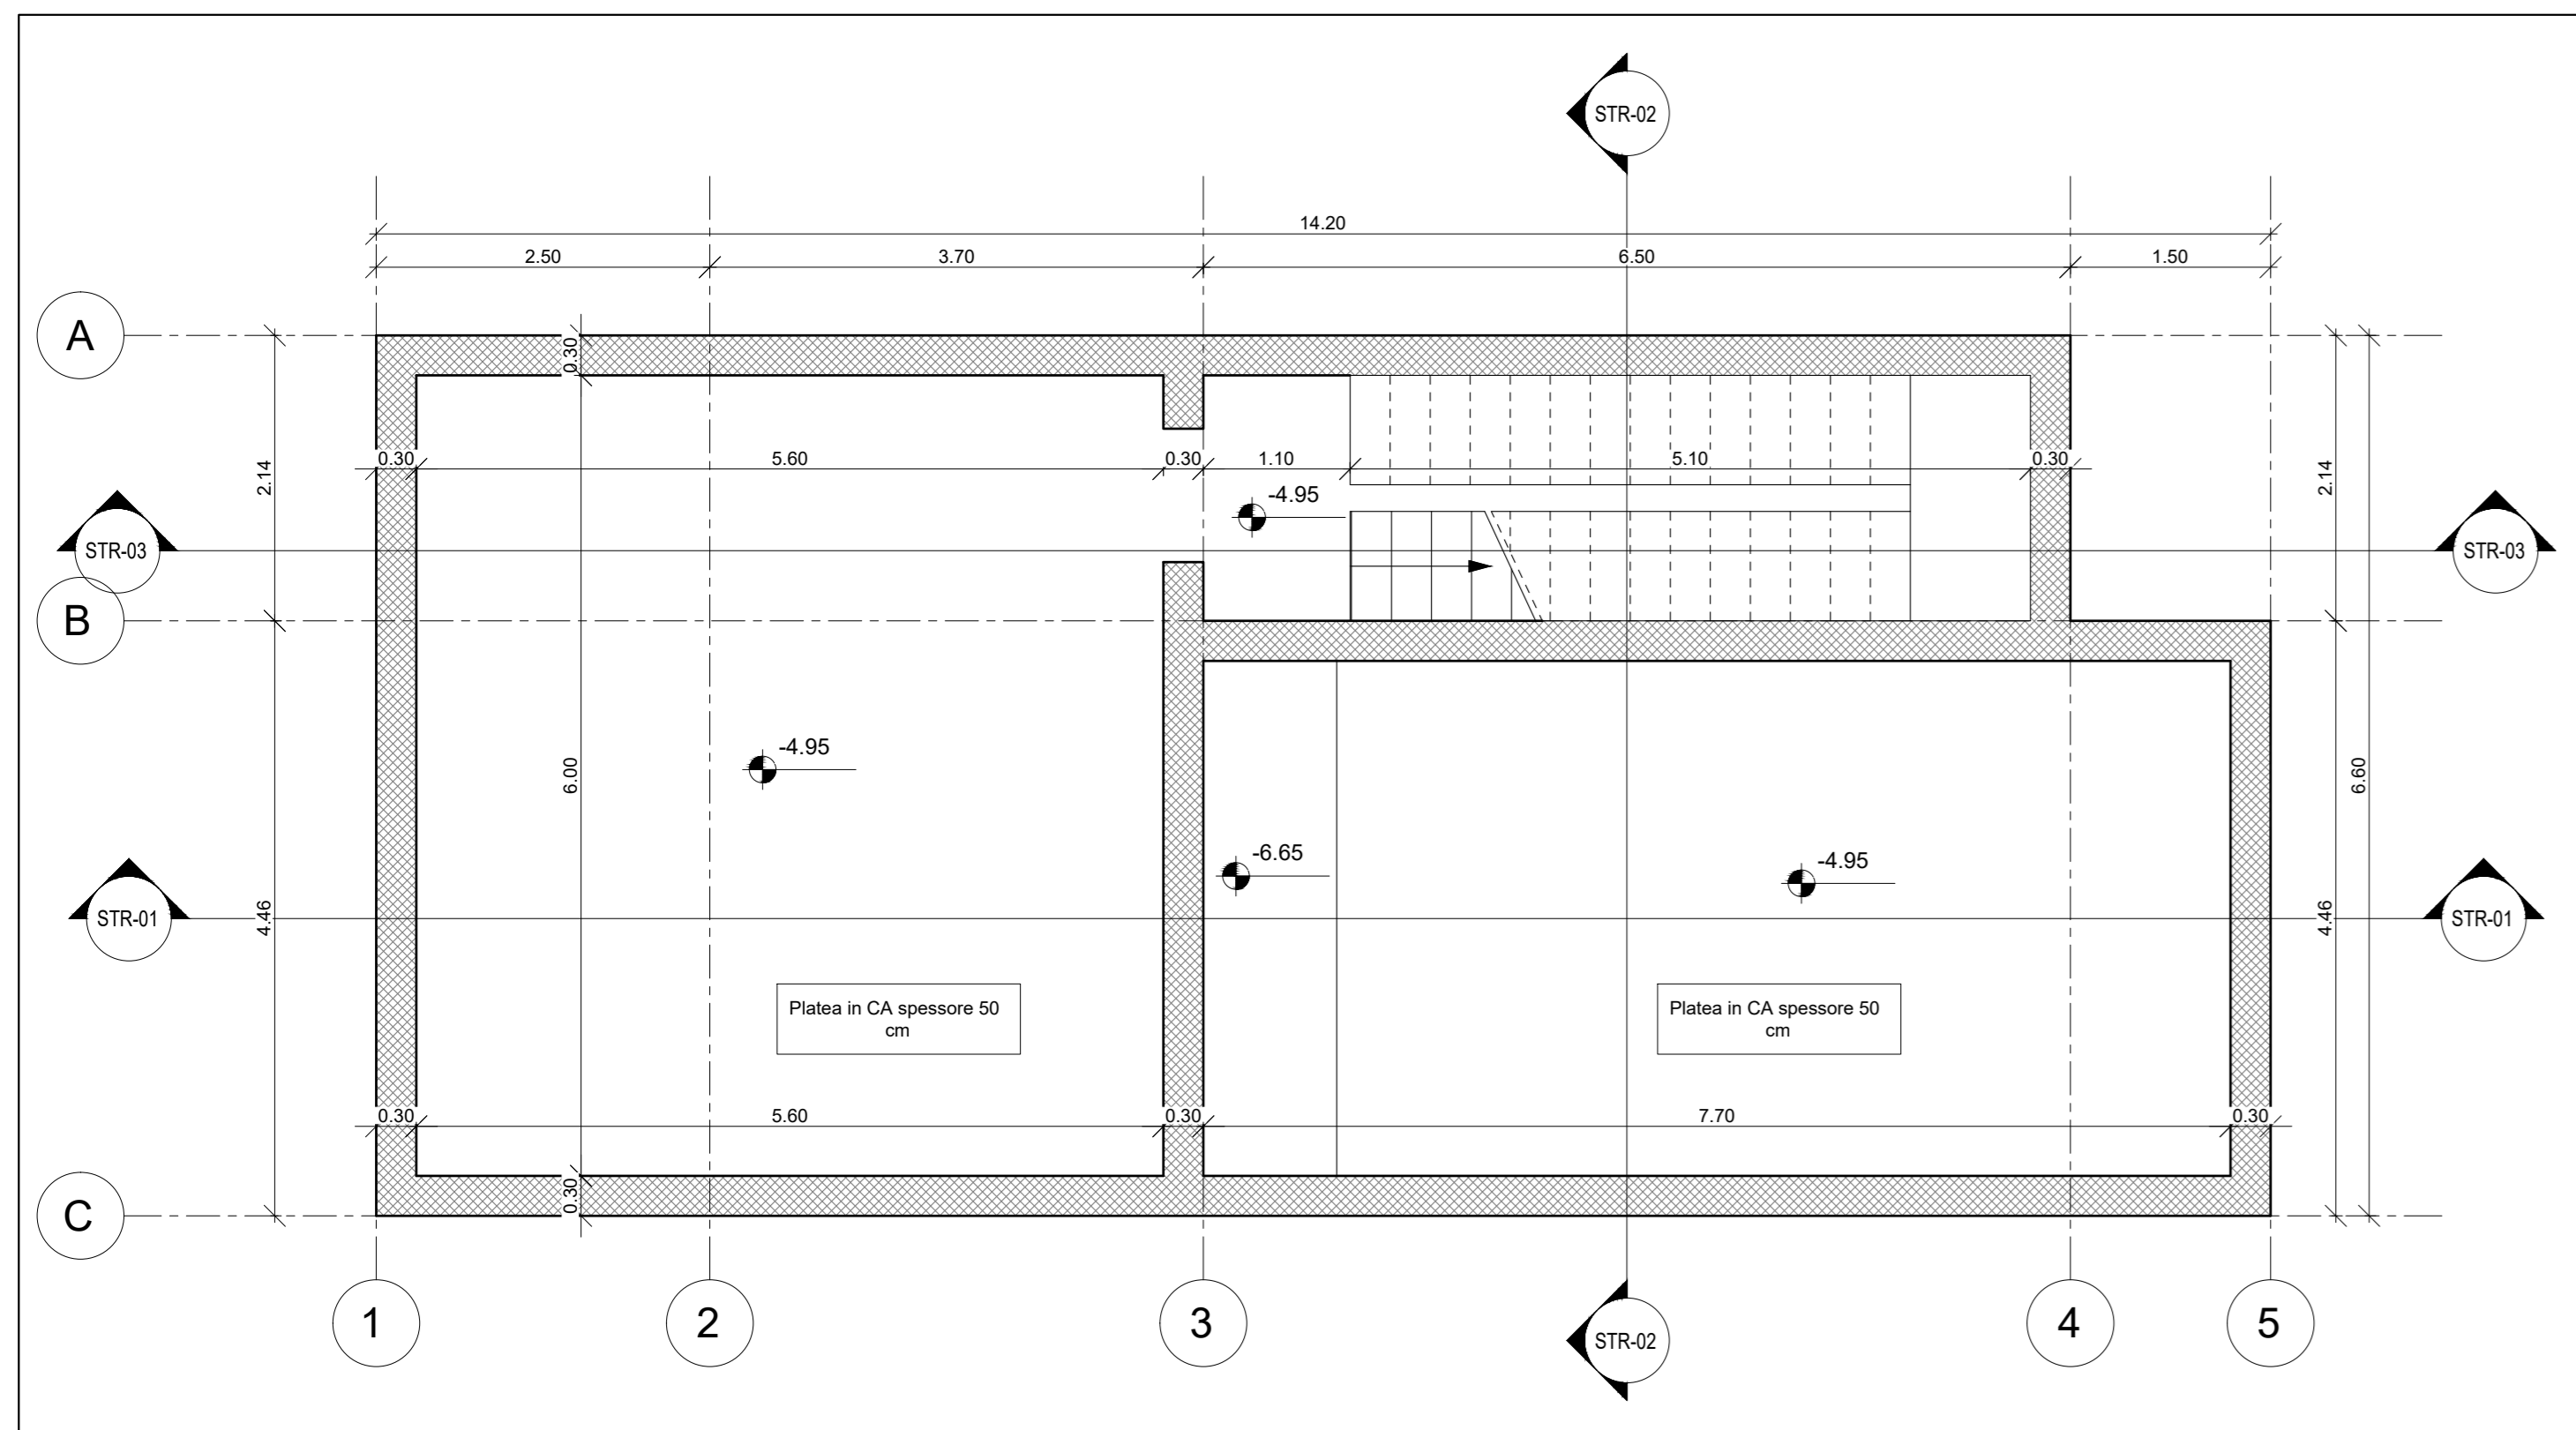 STR-02
14.20
2.50 3.70 6.50 1.50
A
0.30
0.30 5.60 0.30 1.10 5.10 0.30
2.14 2.14
-4.95
STR-03 STR-03
B
-4.95
6.00 6.60
-6.65 -4.95
STR-01 STR-01
4.46 4.46
Platea in CA spessore 50 Platea in CA spessore 50
cm cm
0.30 5.60 0.30 7.70 0.30
0.30
C
1 2 3 4 5
STR-02